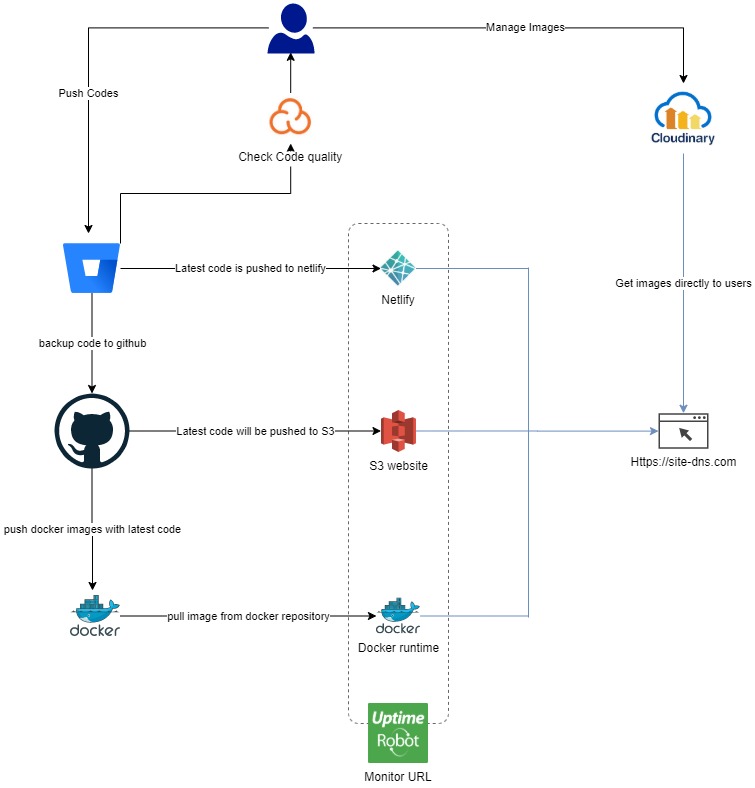 Manage Images
Push Codes
Cloudinary
Check Code quality
Latest code is pushed to netlify
Netlify
Get images directly to users
backup code to github
Latest code will be pushed to S3
S3 website
Https://site-dns.com
push docker images with latest code
docker
pull image from docker repository
docker
Docker runtime
Uptime
Robot
Monitor URL